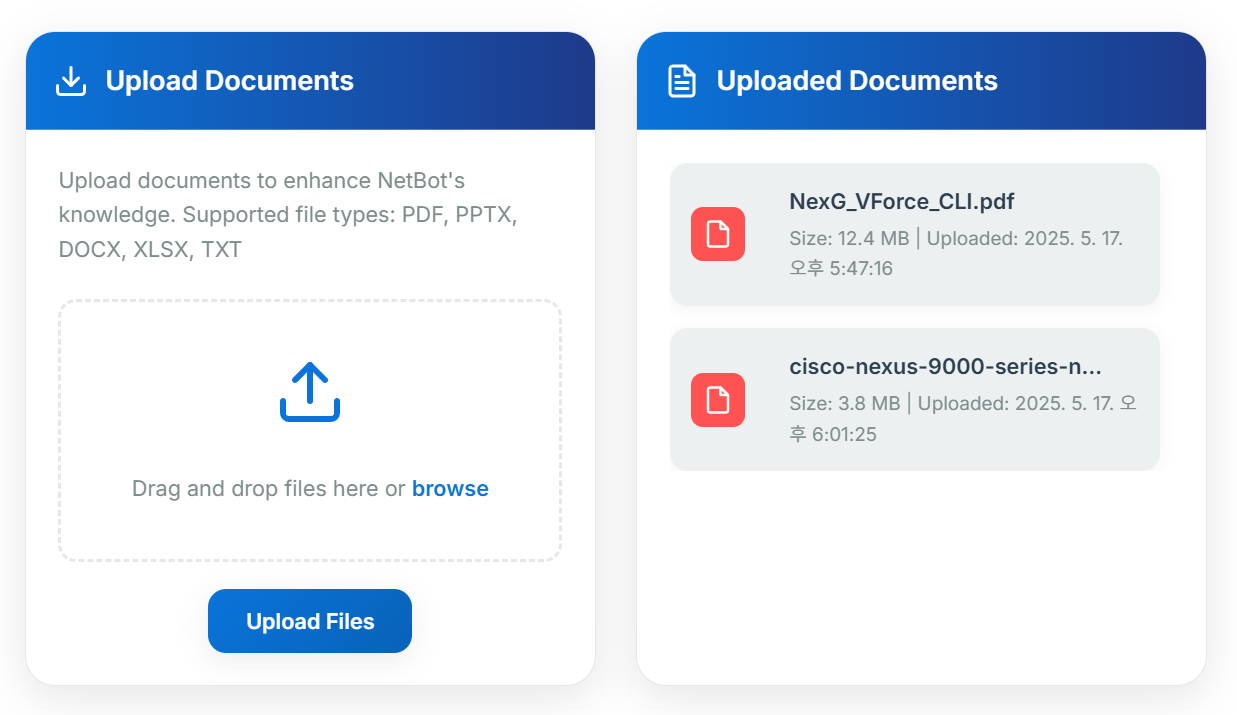 Upload Documents
Upload documents to enhance NetBot's
knowledge. Supported file types: PDF, PPTX,
DOCX, XLSX, TXT
Drag and drop files here or browse
Upload Files
Uploaded Documents
NexG_VForce_CLI.pdf
Size: 12.4 MB | Uploaded: 2025. 5. 17.
오후 5:47:16
cisco-nexus-9000-series-n...
Size: 3.8 MB | Uploaded: 2025. 5. 17. 오
후 6:01:25